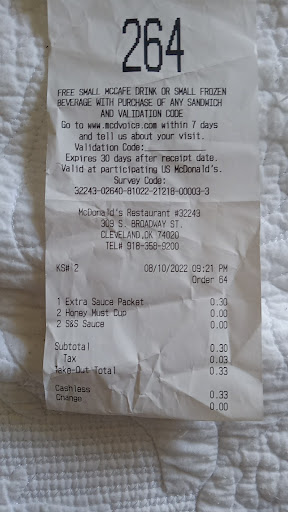 264
FREE SMALL MCCAFE DRINK OR SMALL FROZEN
BEVERAGE WITH PURCHASE OF ANY SANDWICH
AND VALIDATION CODE
Go to www.mcdvoice.com within 7 days
and tell us about your visit.
Validation Code:____________
Expires 30 days after receipt date.
Valid at participating US McDonald's.
Survey Code:
32243-02640-81022-21218-00003-3
McDonald's Restaurant #32243
309 S. BROADWAY ST.
CLEVELAND,OK 74020
TEL# 918-358-9200
KS# 2 08/10/2022 09:21 PM
Order 64
1 Extra Sauce Packet 0.30
2 Honey Must Cup 0.00
2 S&S Sauce 0.00
Subtotal 0.30
Tax 0.03
Take-Out Total 0.33
Cashless 0.33
Change 0.00